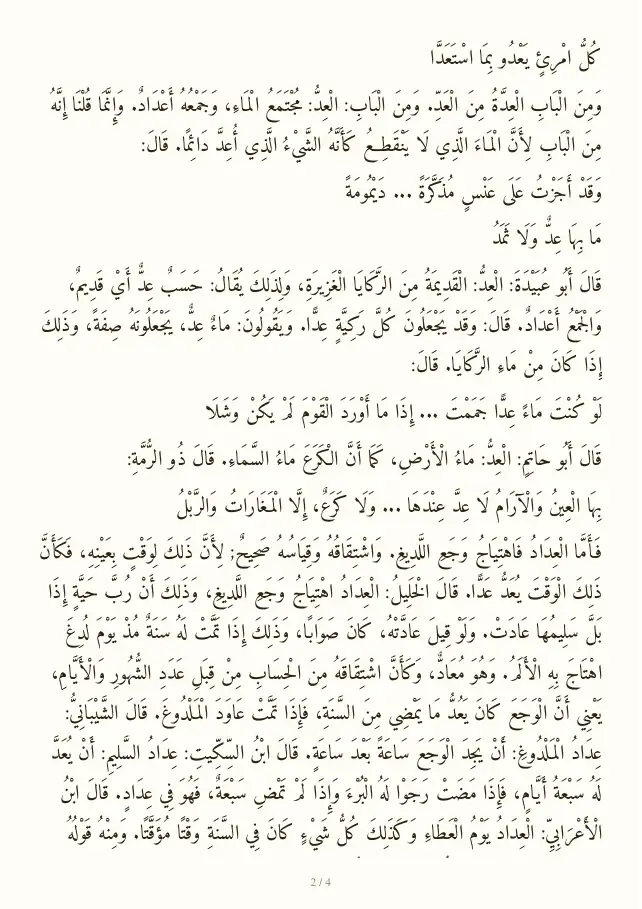 كُلُّ امْرِئٍ يَعْدُو بِمَا اسْتَعَدَّا
وَمِنَ الْبَابِ الْعِدَّةُ مِنَ الْعَدِّ. وَمِنَ الْبَابِ: الْعِدُّ: مُجْتَمَعُ الْمَاءِ، وَجَمْعُهُ أَعْدَادٌ. وَإِنَّمَا قُلْنَا إِنَّهُ
مِنَ الْبَابِ لِأَنَّ الْمَاءَ الَّذِي لَا يَنْقَطِعُ كَأَنَّهُ الشَّيْءُ الَّذِي أُعِدَّ دَائِمًا. قَالَ:
وَقَدْ أَجَزْتُ عَلَى عَنْسٍ مُذَكَّرَةً ... دَيْمُومَةً
مَا بِهَا عِدٌّ وَلَا ثَمَدُ
قَالَ أَبُو عُبَيْدَةَ: الْعِدُّ: الْقَدِيمَةُ مِنَ الرَّكَايَا الْغَزِيرَةِ، وَلِذَلِكَ يُقَالُ: حَسَبٌ عِدٌّ أَيْ قَدِيمٌ،
وَالْجَمْعُ أَعْدَادٌ. قَالَ: وَقَدْ يَجْعَلُونَ كُلَّ رَكِيَّةٍ عِدًّا. وَيَقُولُونَ: مَاءٌ عِدٌّ، يَجْعَلُونَهُ صِفَةً، وَذَلِكَ
إِذَا كَانَ مِنْ مَاءِ الرَّكَايَا. قَالَ:
لَوْ كُنْتَ مَاءً عِدًّا جَمَمْتَ ... إِذَا مَا أَوْرَدَ الْقَوْمَ لَمْ يَكُنْ وَشَلَا
قَالَ أَبُو حَاتِمٍ: الْعِدُّ: مَاءُ الْأَرْضِ، كَمَا أَنَّ الْكَرَعَ مَاءُ السَّمَاءِ. قَالَ ذُو الرُّمَّةِ:
بِهَا الْعِينُ وَالْآرَامُ لَا عِدَّ عِنْدَهَا ... وَلَا كَرَعٌ، إِلَّا الْمَغَارَاتُ وَالرَّبْلُ
فَأَمَّا الْعِدَادُ فَاهْتِيَاجُ وَجَعِ اللَّدِيغِ. وَاشْتِقَاقُهُ وَقِيَاسُهُ صَحِيحٌ; لِأَنَّ ذَلِكَ لِوَقْتٍ بِعَيْنِهِ، فَكَأَنَّ
ذَلِكَ الْوَقْتَ يُعَدُّ عَدًّا. قَالَ الْخَلِيلُ: الْعِدَادُ اهْتِيَاجُ وَجَعِ اللَّدِيغِ، وَذَلِكَ أَنْ رُبَّ حَيَّةٍ إِذَا
بَلَّ سَلِيمُهَا عَادَتْ. وَلَوْ قِيلَ عَادَّتْهُ، كَانَ صَوَابًا، وَذَلِكَ إِذَا تَمَّتْ لَهُ سَنَةٌ مُذْ يَوْمَ لُدِغَ
اهْتَاجَ بِهِ الْأَلَمُ. وَهُوَ مُعَادٌّ، وَكَأَنَّ اشْتِقَاقَهُ مِنَ الْحِسَابِ مِنْ قِبَلِ عَدَدِ الشُّهُورِ وَالْأَيَّامِ،
يَعْنِي أَنَّ الْوَجَعَ كَانَ يَعُدُّ مَا يَمْضِي مِنَ السَّنَةِ، فَإِذَا تَمَّتْ عَاوَدَ الْمَلْدُوغَ. قَالَ الشَّيْبَانِيُّ:
عِدَادُ الْمَلْدُوغِ: أَنْ يَجِدَ الْوَجَعَ سَاعَةً بَعْدَ سَاعَةٍ. قَالَ ابْنُ السِّكِّيتِ: عِدَادُ السَّلِيمِ: أَنْ يُعَدَّ
لَهُ سَبْعَةُ أَيَّامٍ، فَإِذَا مَضَتْ رَجَوْا لَهُ الْبُرْءَ وَإِذَا لَمْ تَمْضِ سَبْعَةٌ، فَهُوَ فِي عِدَادٍ. قَالَ ابْنُ
الْأَعْرَابِيِّ: الْعِدَادُ يَوْمُ الْعَطَاءِ وَكَذَلِكَ كُلُّ شَيْءٍ كَانَ فِي السَّنَةِ وَقْتًا مُؤَقَّتًا. وَمِنْهُ قَوْلُهُ
2 / 4